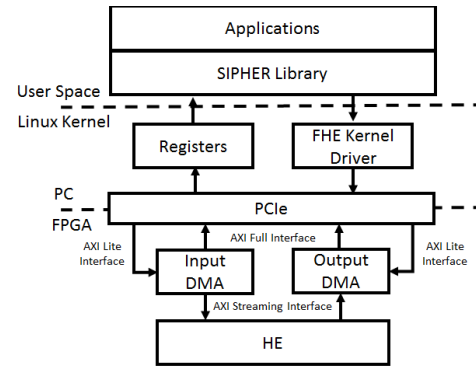 Applications
SIPHER Library
User Space
Linux Kernel
Registers
FHE Kernel
Driver
PC
PCIe
FPGA
AXI Lite
Interface
AXI Full Interface
AXI Lite
Interface
Input
DMA
Output
DMA
AXI Streaming Interface
HE